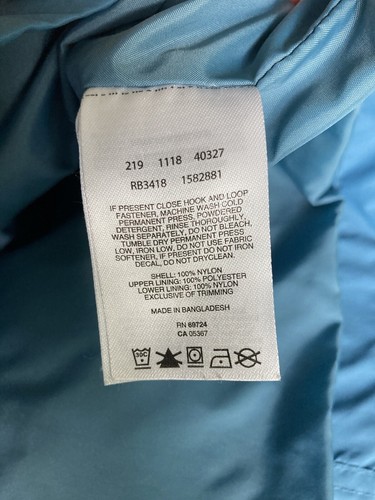 219 1118 40327
RB3418 1582881
IF PRESENT CLOSE HOOK AND LOOP
FASTENER, MACHINE WASH COLD
PERMANENT PRESS, POWDERED
DETERGENT, RINSE THOROUGHLY,
WASH SEPARATELY, DO NOT BLEACH,
TUMBLE DRY PERMANENT PRESS
LOW, IRON LOW, DO NOT USE FABRIC
SOFTENER, IF PRESENT DO NOT IRON
DECAL, DO NOT DRYCLEAN.
SHELL: 100% NYLON
UPPER LINING: 100% POLYESTER
LOWER LINING: 100% NYLON
EXCLUSIVE OF TRIMMING
MADE IN BANGLADESH
RN 69724
CA 05367
30C